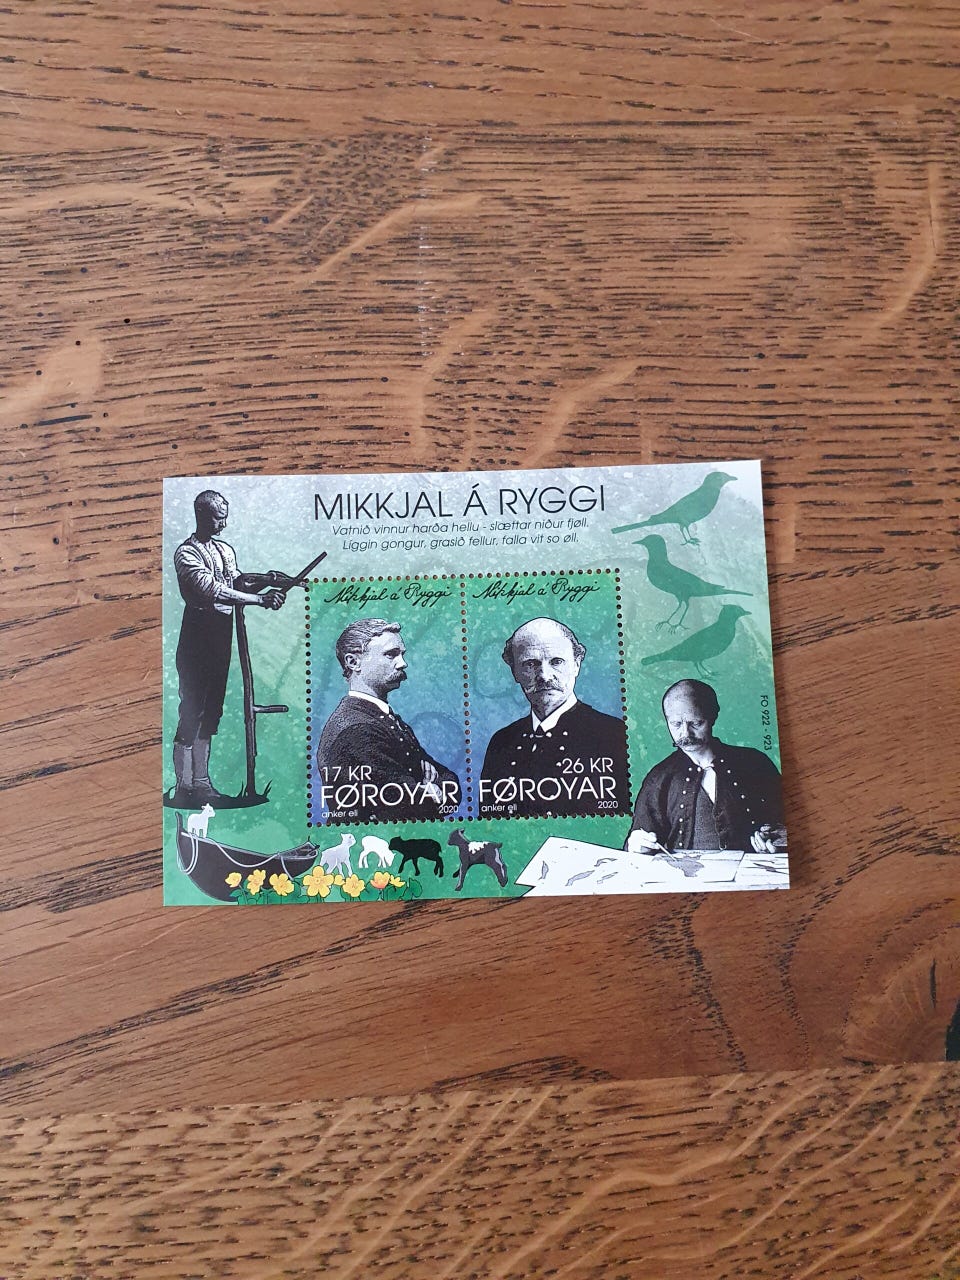 MIKKJAL Á RYGGI
Vatnið vinnur harða hellu - slættar niður fjøll.
Líggin gongur, grasið fellur, falla vit so øll.
Mikkjal á Ryggi
Mikkjal á Ryggi
17 KR
FØROYAR
anker eli
2020
26 KR
FØROYAR
anker eli
2020
FO 922 - 923